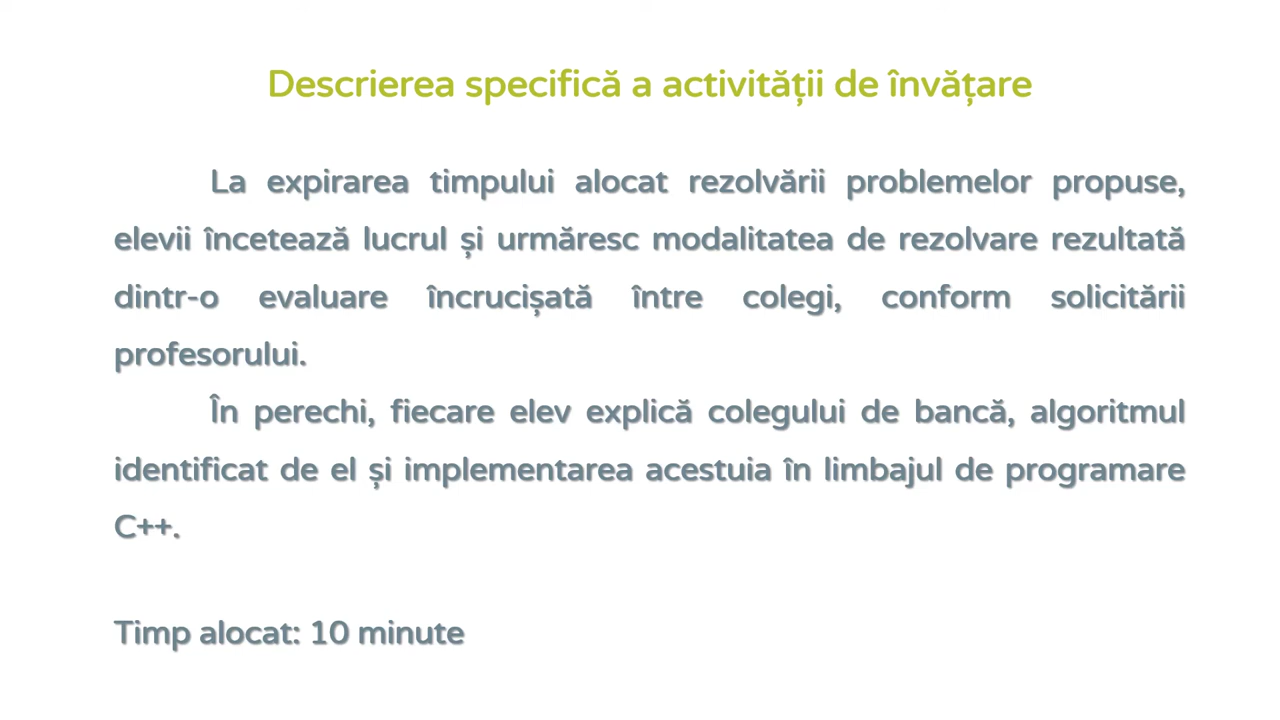 Descrierea specifică a activității de învățare
La expirarea timpului alocat rezolvării problemelor propuse,
elevii încetează lucrul și urmăresc modalitatea de rezolvare rezultată
dintr-o evaluare încrucișată între colegi, conform solicitării
profesorului.
În perechi, fiecare elev explică colegului de bancă, algoritmul
identificat de el și implementarea acestuia în limbajul de programare
C++.
Timp alocat: 10 minute